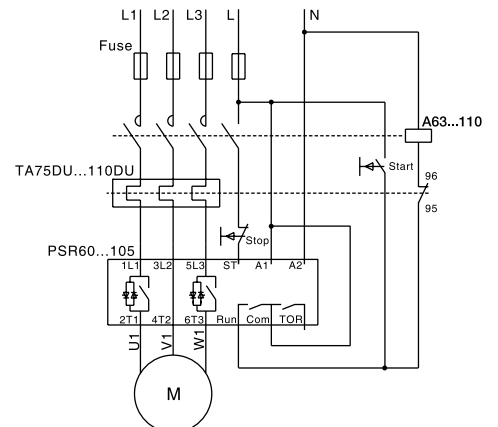 L1 L2 L3 L N
Fuse
A63...110
Start
TA75DU...110DU
96
95
Stop
PSR60...105
1L1 3L2 5L3 ST A1 A2
2T1 4T2 6T3 Run Com TOR
U1 V1 W1
M